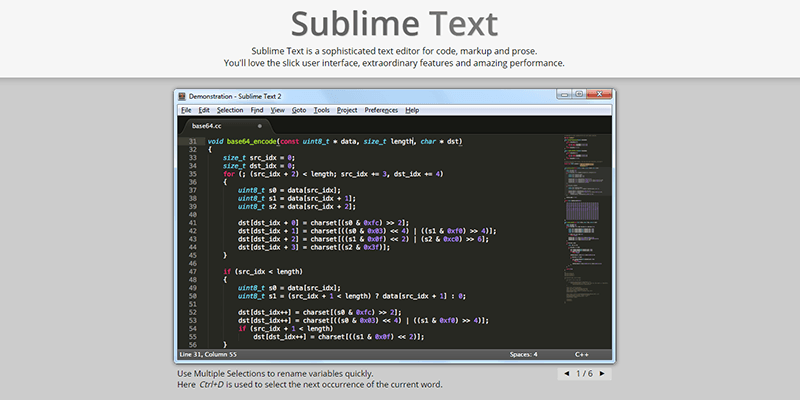 Sublime Text
Sublime Text is a sophisticated text editor for code, markup and prose.
You'll love the slick user interface, extraordinary features and amazing performance.
Demonstration - Sublime Text 2
File Edit Selection Find View Goto Tools Project Preferences Help
base64.cc
31 void base64_encode(const uint8_t * data, size_t length, char * dst)
32 {
33 size_t src_idx = 0;
34 size_t dst_idx = 0;
35 for (; (src_idx + 2) < length; src_idx += 3, dst_idx += 4)
36 {
37 uint8_t s0 = data[src_idx];
38 uint8_t s1 = data[src_idx + 1];
39 uint8_t s2 = data[src_idx + 2];
40
41 dst[dst_idx + 0] = charset[(s0 & 0xfc) >> 2];
42 dst[dst_idx + 1] = charset[((s0 & 0x03) << 4) | ((s1 & 0xf0) >> 4)];
43 dst[dst_idx + 2] = charset[((s1 & 0x0f) << 2) | (s2 & 0xc0) >> 6];
44 dst[dst_idx + 3] = charset[(s2 & 0x3f)];
45 }
46
47 if (src_idx < length)
48 {
49 uint8_t s0 = data[src_idx];
50 uint8_t s1 = (src_idx + 1 < length) ? data[src_idx + 1] : 0;
51
52 dst[dst_idx++] = charset[(s0 & 0xfc) >> 2];
53 dst[dst_idx++] = charset[((s0 & 0x03) << 4) | ((s1 & 0xf0) >> 4)];
54 if (src_idx + 1 < length)
55 dst[dst_idx++] = charset[((s1 & 0x0f) << 2)];
56 }
Line 31, Column 55 Spaces: 4 C++
Use Multiple Selections to rename variables quickly.
Here Ctrl+D is used to select the next occurrence of the current word.
1 / 6